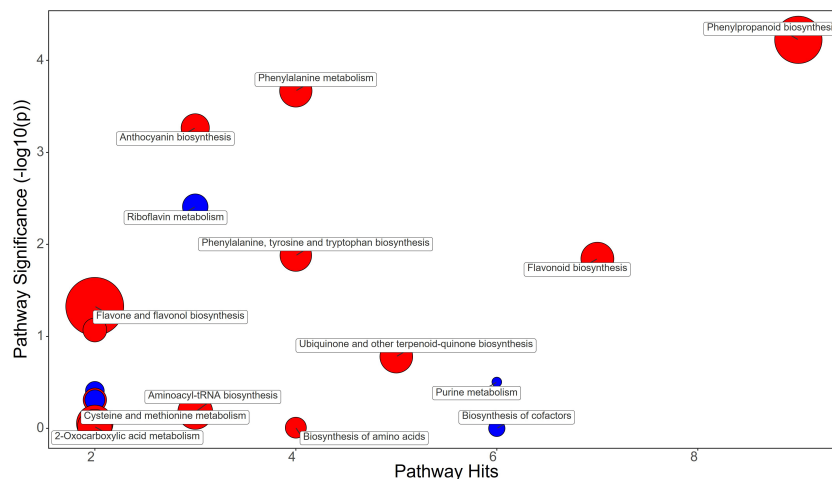 Phenylpropanoid biosynthesis
4
Phenylalanine metabolism
Anthocyanin biosynthesis
3
Riboflavin metabolism
Phenylalanine, tyrosine and tryptophan biosynthesis
2
Flavonoid biosynthesis
Flavone and flavonol biosynthesis
1
Ubiquinone and other terpenoid-quinone biosynthesis
Purine metabolism
Aminoacyl-tRNA biosynthesis
Cysteine and methionine metabolism
Biosynthesis of cofactors
0
2-Oxocarboxylic acid metabolism
Biosynthesis of amino acids
2
4
6
8
Pathway Hits
Pathway Significance (-log10(p))